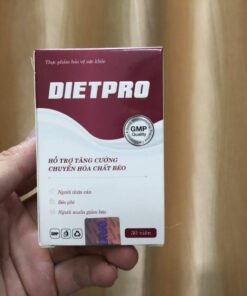 Thực phẩm bảo vệ sức khỏe
DIETPRO
GMP
Quality
HỖ TRỢ TĂNG CƯỜNG
CHUYỂN HÓA CHẤT BÉO
Người thừa cân
Béo phì
Người muốn giảm béo
GMP
30 viên